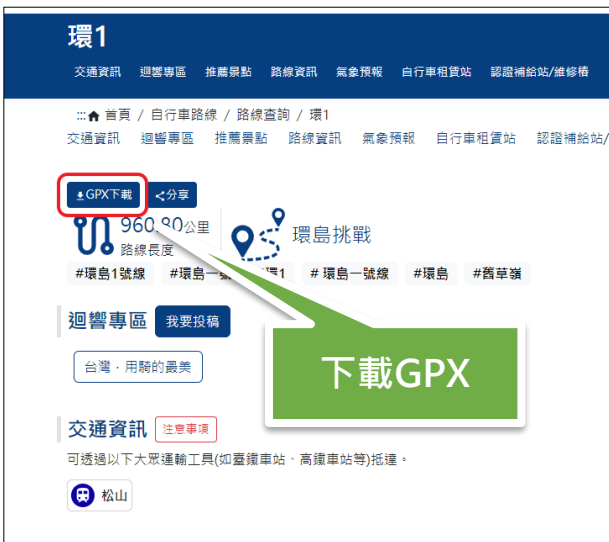 環1
交通資訊 迴響專區 推薦景點 路線資訊 氣象預報 自行車租賃站 認證補給站/維修樁
::: 首頁 / 自行車路線 / 路線查詢 / 環1
交通資訊 迴響專區 推薦景點 路線資訊 氣象預報 自行車租賃站 認證補給站/
GPX下載 分享
960.80公里
路線長度
環島挑戰
#環島1號線 #環島一號 環1 # 環島一號線 #環島 #舊草嶺
迴響專區 我要投稿
下載GPX
台灣・用騎的最美
交通資訊 注意事項
可透過以下大眾運輸工具(如臺鐵車站、高鐵車站等)抵達。
松山